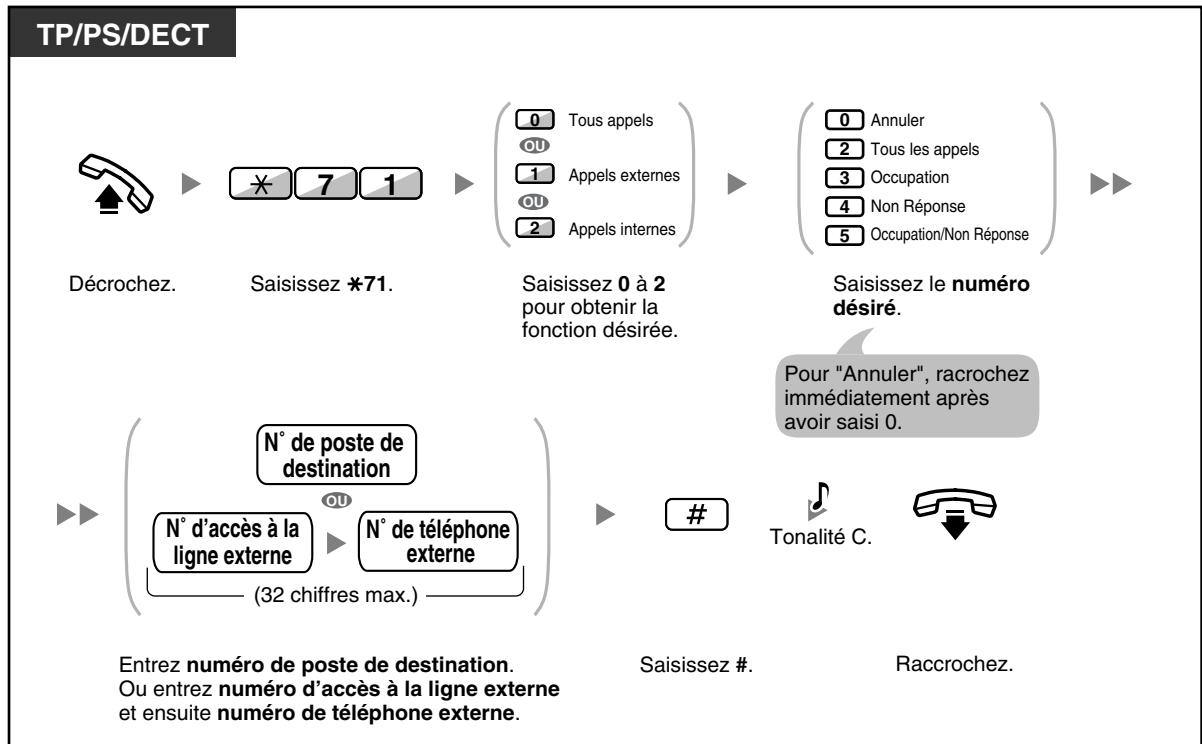 TP/PS/DECT
0 Tous appels
OU
1 Appels externes
OU
2 Appels internes
0 Annuler
2 Tous les appels
3 Occupation
4 Non Réponse
5 Occupation/Non Réponse
* 7 1
Décrochez.
Saisissez *71.
Saisissez 0 à 2
pour obtenir la
fonction désirée.
Saisissez le numéro
désiré.
Pour "Annuler", racrochez
immédiatement après
avoir saisi 0.
N° de poste de
destination
OU
N° d'accès à la
ligne externe
N° de téléphone
externe
(32 chiffres max.)
#
Tonalité C.
Entrez numéro de poste de destination.
Ou entrez numéro d'accès à la ligne externe
et ensuite numéro de téléphone externe.
Saisissez #.
Raccrochez.